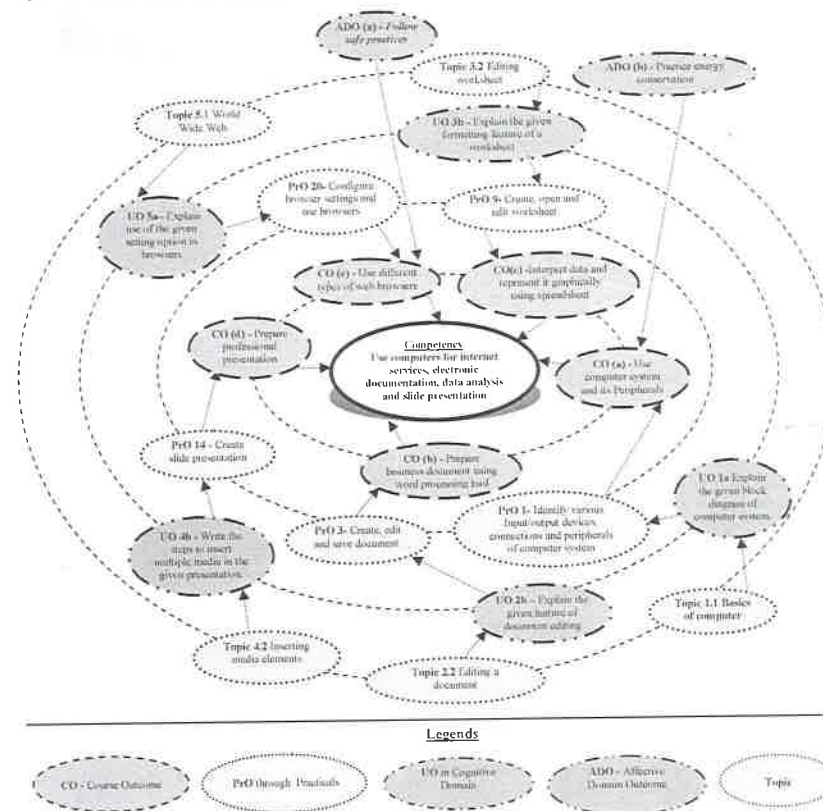 ADO (a) - Follow
safe practices
Topic 3.2 Editing
worksheet
ADO (b) - Practice energy
conservation
Topic 5.1 World
Wide Web
UO 3b - Explain the given
formatting feature of a
worksheet
PrO 20- Configure
browser settings and
use browsers
PrO 9- Create, open and
edit worksheet
UO 5a - Explain
use of the given
setting option in
browsers
CO (e) - Use different
types of web browsers
CO(c) -Interpret data and
represent it graphically
using spreadsheet
CO (d) - Prepare
professional
presentation
Competency
Use computers for internet
services, electronic
documentation, data analysis
and slide presentation
CO (a) - Use
computer system
and its Peripherals
PrO 14 - Create
slide presentation
CO (b) - Prepare
business document using
word processing tool
UO 1a Explain
the given block
diagram of
computer system
PrO 1- Identify various
Input/output devices,
connections and peripherals
of computer system
PrO 3- Create, edit
and save document
UO 4b - Write the
steps to insert
multiple media in the
given presentation.
UO 2b - Explain the
given feature of
document editing
Topic 1.1 Basics
of computer
Topic 4.2 Inserting
media elements
Topic 2.2 Editing a
document
Legends
CO - Course Outcome
PrO through Practicals
UO in Cognitive
Domain
ADO - Affective
Domain Outcome
Topic